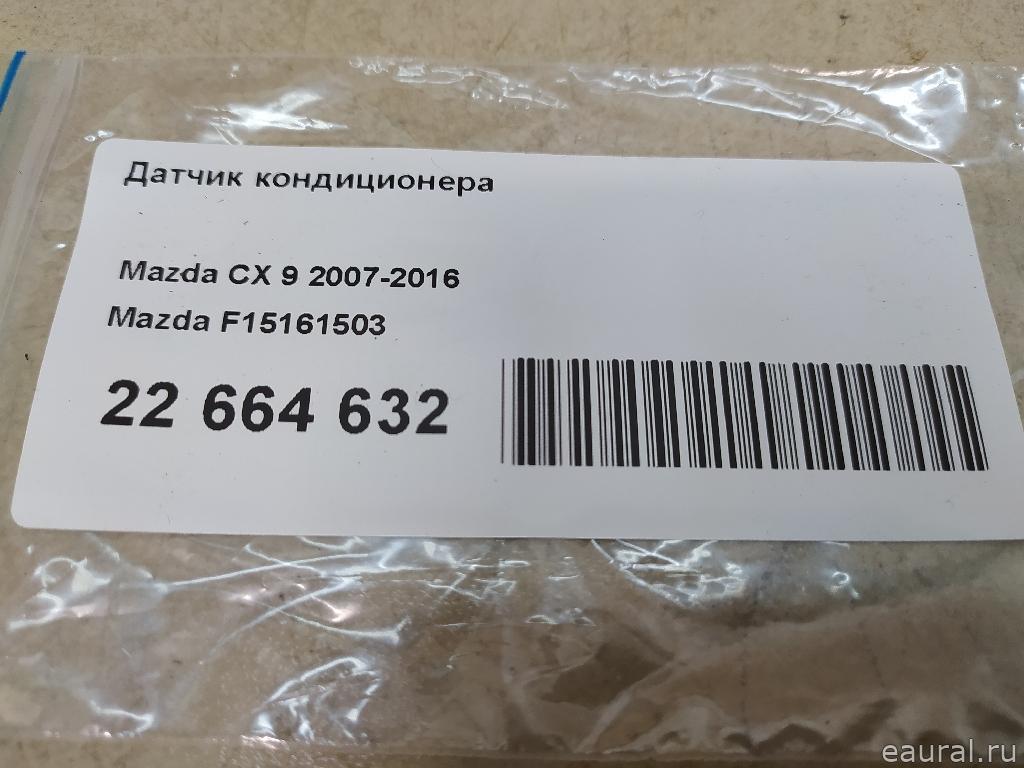 Датчик кондиционера
Mazda CX 9 2007-2016
Mazda F15161503
22 664 632
eaural.ru